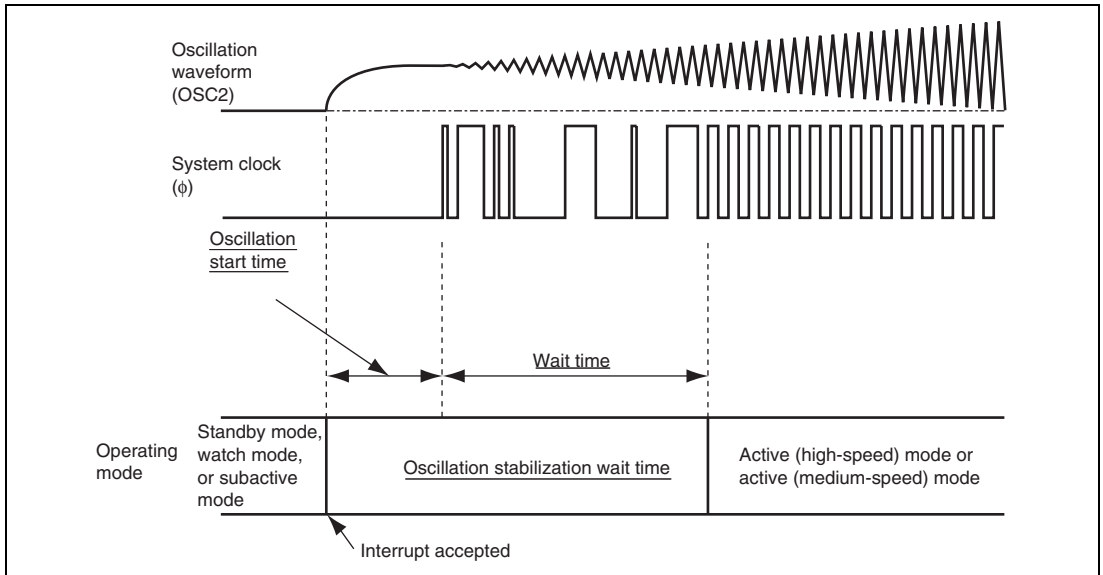 Oscillation
waveform
(OSC2)
System clock
(ϕ)
Oscillation
start time
Wait time
Operating
mode
Standby mode,
watch mode,
or subactive
mode
Oscillation stabilization wait time
Active (high-speed) mode or
active (medium-speed) mode
Interrupt accepted